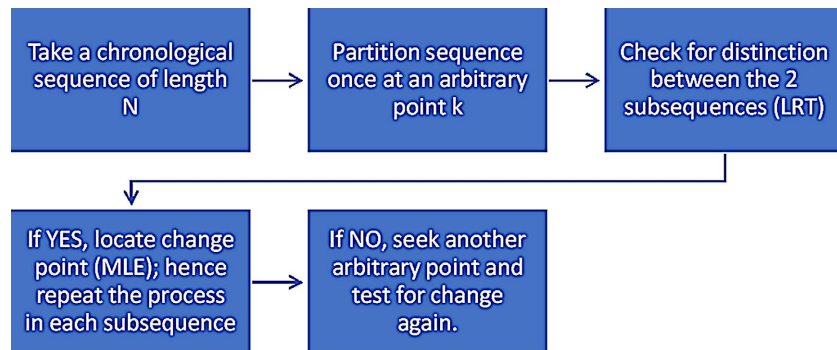 Take a chronological
sequence of length
N
Partition sequence
once at an arbitrary
point k
Check for distinction
between the 2
subsequences (LRT)
If YES, locate change
point (MLE); hence
repeat the process
in each subsequence
If NO, seek another
arbitrary point and
test for change
again.